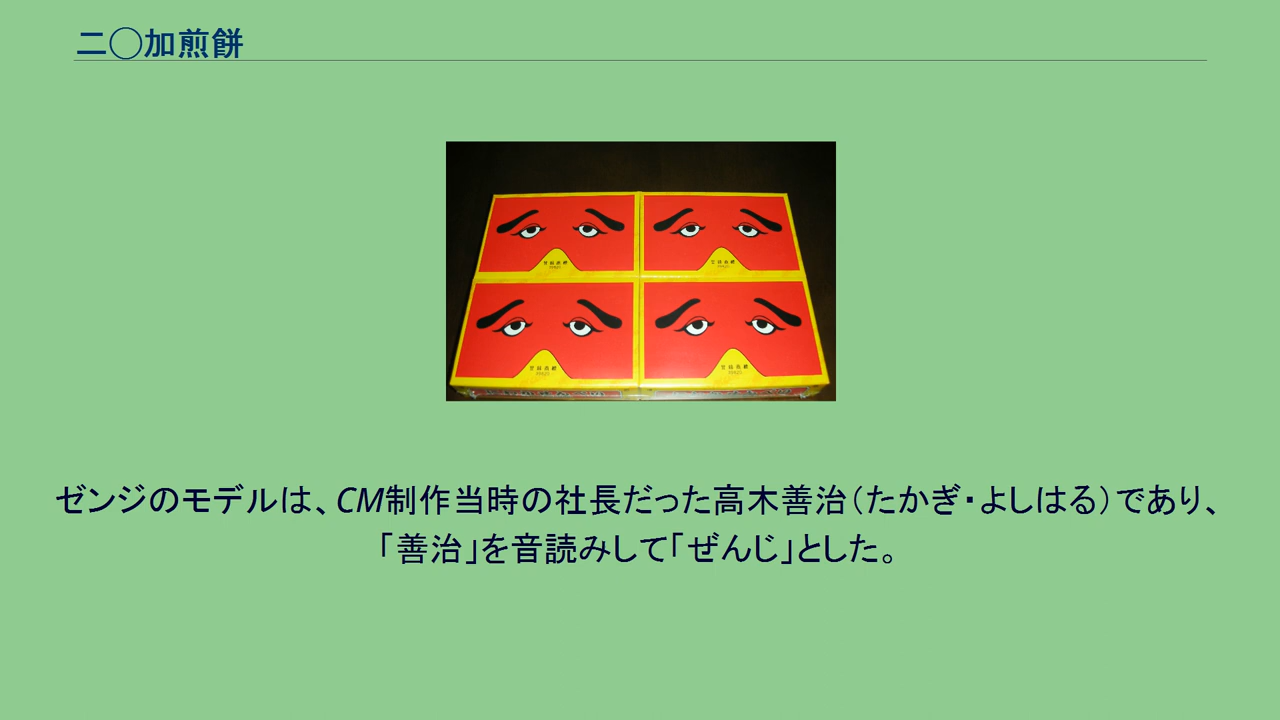 二◯加煎餅
ゼンジのモデルは、CM制作当時の社長だった高木善治（たかぎ・よしはる）であり、
「善治」を音読みして「ぜんじ」とした。